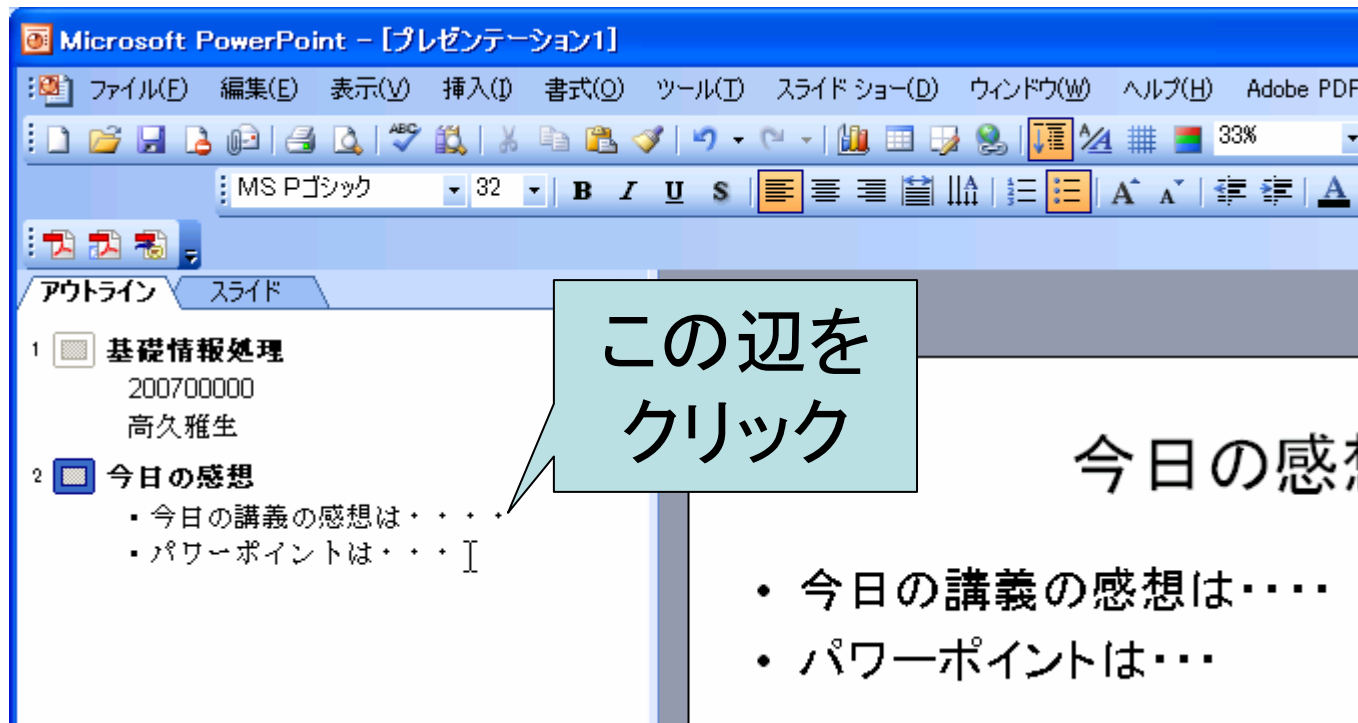 Microsoft PowerPoint - [プレゼンテーション1]
ファイル(F) 編集(E) 表示(V) 挿入(I) 書式(O) ツール(T) スライド ショー(D) ウィンドウ(W) ヘルプ(H) Adobe PDF
33%
MS Pゴシック 32 B I U S
アウトライン スライド
この辺を
クリック
1 基礎情報処理
200700000
高久雅生
2 今日の感想
・今日の講義の感想は・・・・
・パワーポイントは・・・
今日の感想
・今日の講義の感想は・・・・
・パワーポイントは・・・